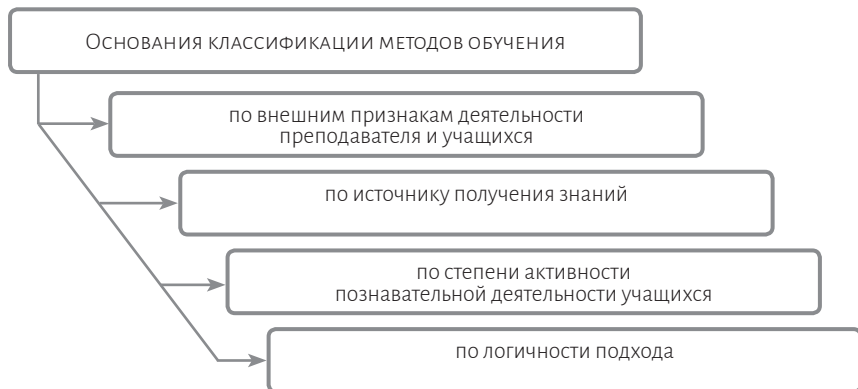 Основания классификации методов обучения
по внешним признакам деятельности
преподавателя и учащихся
по источнику получения знаний
по степени активности
познавательной деятельности учащихся
по логичности подхода